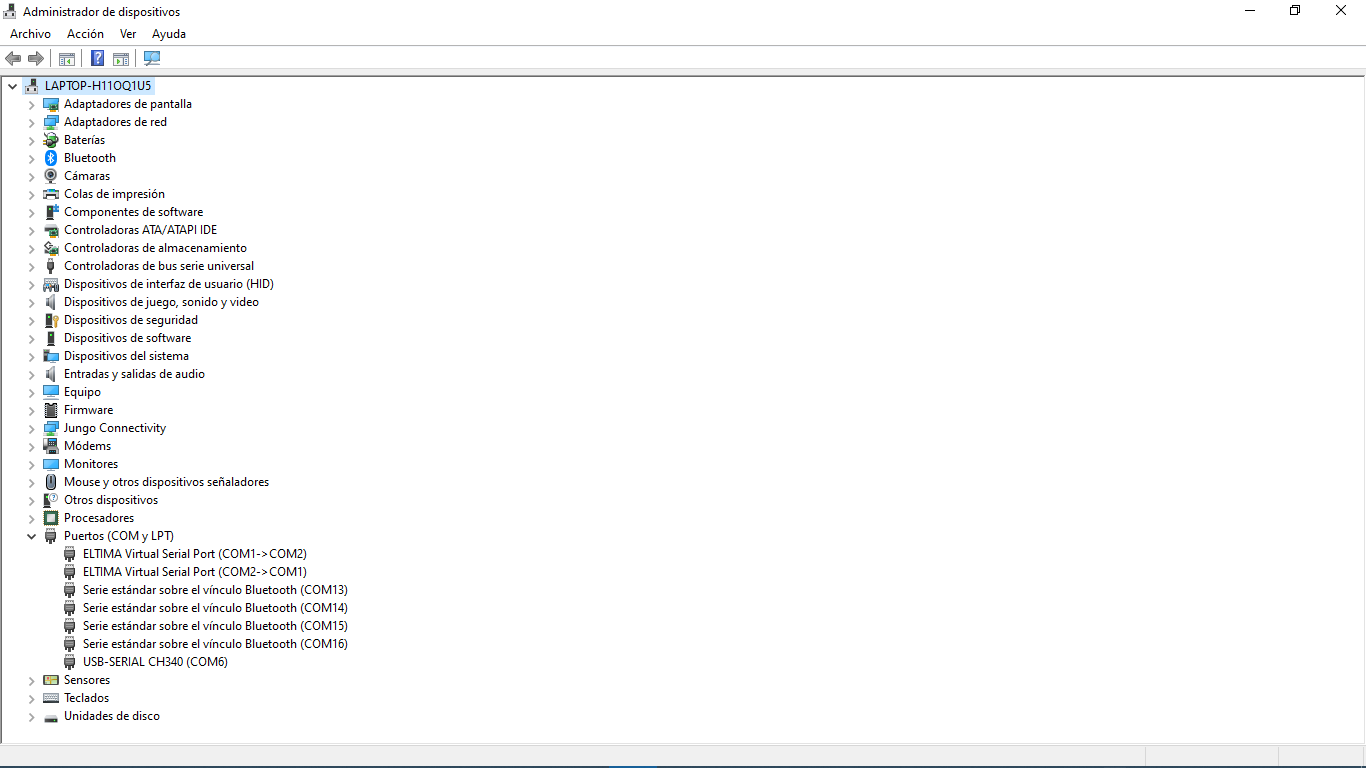 Administrador de dispositivos
Archivo Acción Ver Ayuda
LAPTOP-H11OQ1U5
Adaptadores de pantalla
Adaptadores de red
Baterías
Bluetooth
Cámaras
Colas de impresión
Componentes de software
Controladoras ATA/ATAPI IDE
Controladoras de almacenamiento
Controladoras de bus serie universal
Dispositivos de interfaz de usuario (HID)
Dispositivos de juego, sonido y video
Dispositivos de seguridad
Dispositivos de software
Dispositivos del sistema
Entradas y salidas de audio
Equipo
Firmware
Jungo Connectivity
Módems
Monitores
Mouse y otros dispositivos señaladores
Otros dispositivos
Procesadores
Puertos (COM y LPT)
ELTIMA Virtual Serial Port (COM1->COM2)
ELTIMA Virtual Serial Port (COM2->COM1)
Serie estándar sobre el vínculo Bluetooth (COM13)
Serie estándar sobre el vínculo Bluetooth (COM14)
Serie estándar sobre el vínculo Bluetooth (COM15)
Serie estándar sobre el vínculo Bluetooth (COM16)
USB-SERIAL CH340 (COM6)
Sensores
Teclados
Unidades de disco